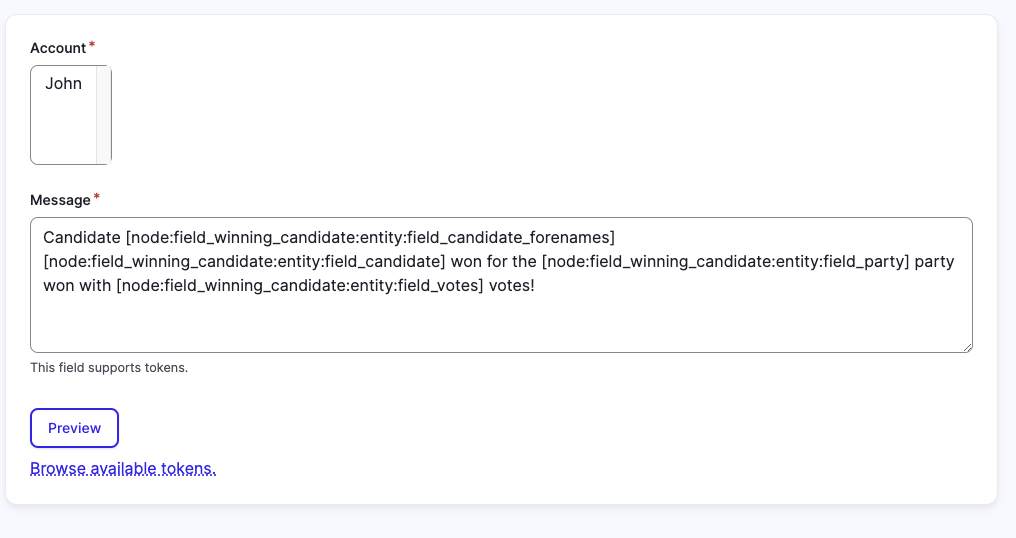 Account*
John
Message*
Candidate [node:field_winning_candidate:entity:field_candidate_forenames]
[node:field_winning_candidate:entity:field_candidate] won for the [node:field_winning_candidate:entity:field_party] party
won with [node:field_winning_candidate:entity:field_votes] votes!
This field supports tokens.
Preview
Browse available tokens.